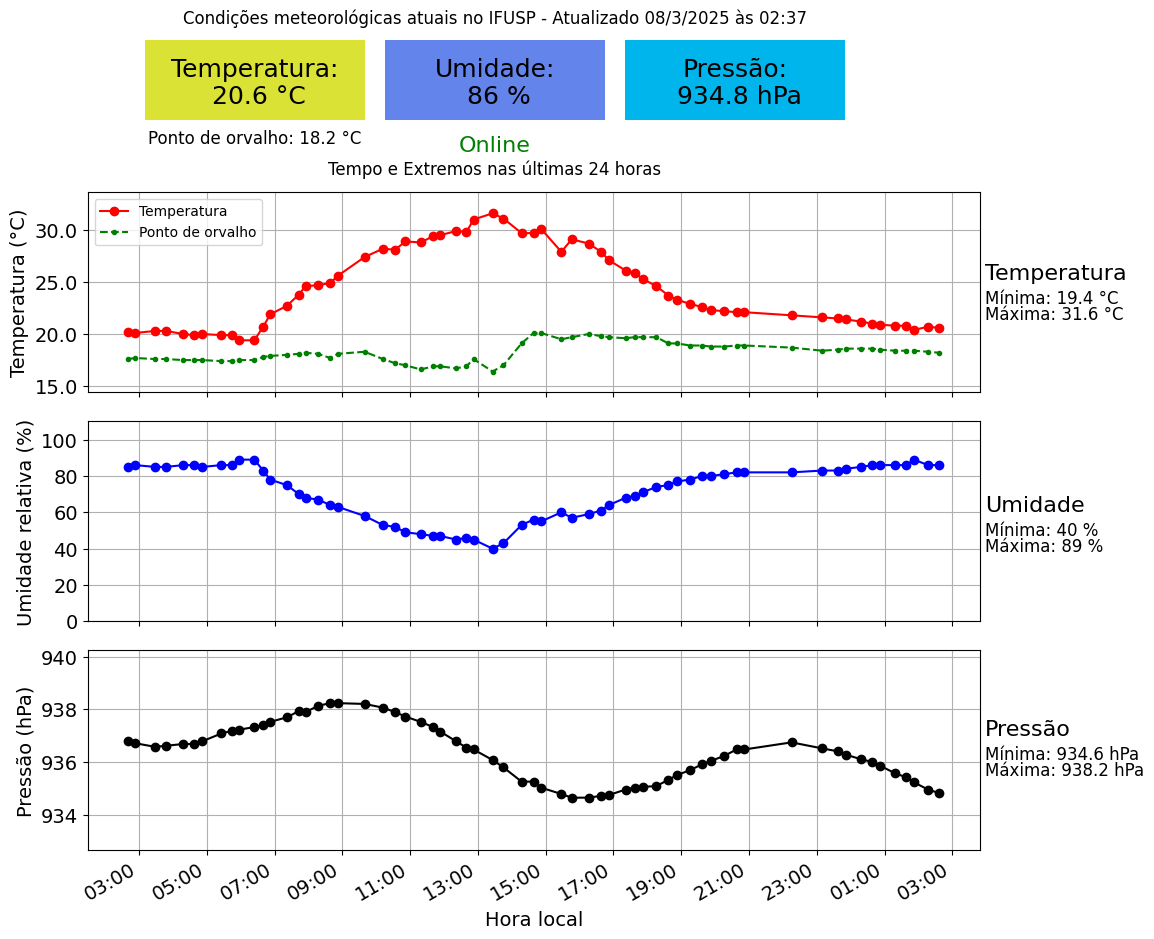 Condições meteorológicas atuais no IFUSP - Atualizado 08/3/2025 às 02:37
Temperatura:
20.6 °C
Umidade:
86 %
Pressão:
934.8 hPa
Ponto de orvalho: 18.2 °C
Online
Tempo e Extremos nas últimas 24 horas
Temperatura (°C)
30.0
25.0
20.0
15.0
Temperatura
Ponto de orvalho
Temperatura
Mínima: 19.4 °C
Máxima: 31.6 °C
Umidade relativa (%)
100
80
60
40
20
0
Umidade
Mínima: 40 %
Máxima: 89 %
Pressão (hPa)
940
938
936
934
Pressão
Mínima: 934.6 hPa
Máxima: 938.2 hPa
03:00
05:00
07:00
09:00
11:00
13:00
15:00
17:00
19:00
21:00
23:00
01:00
03:00
Hora local